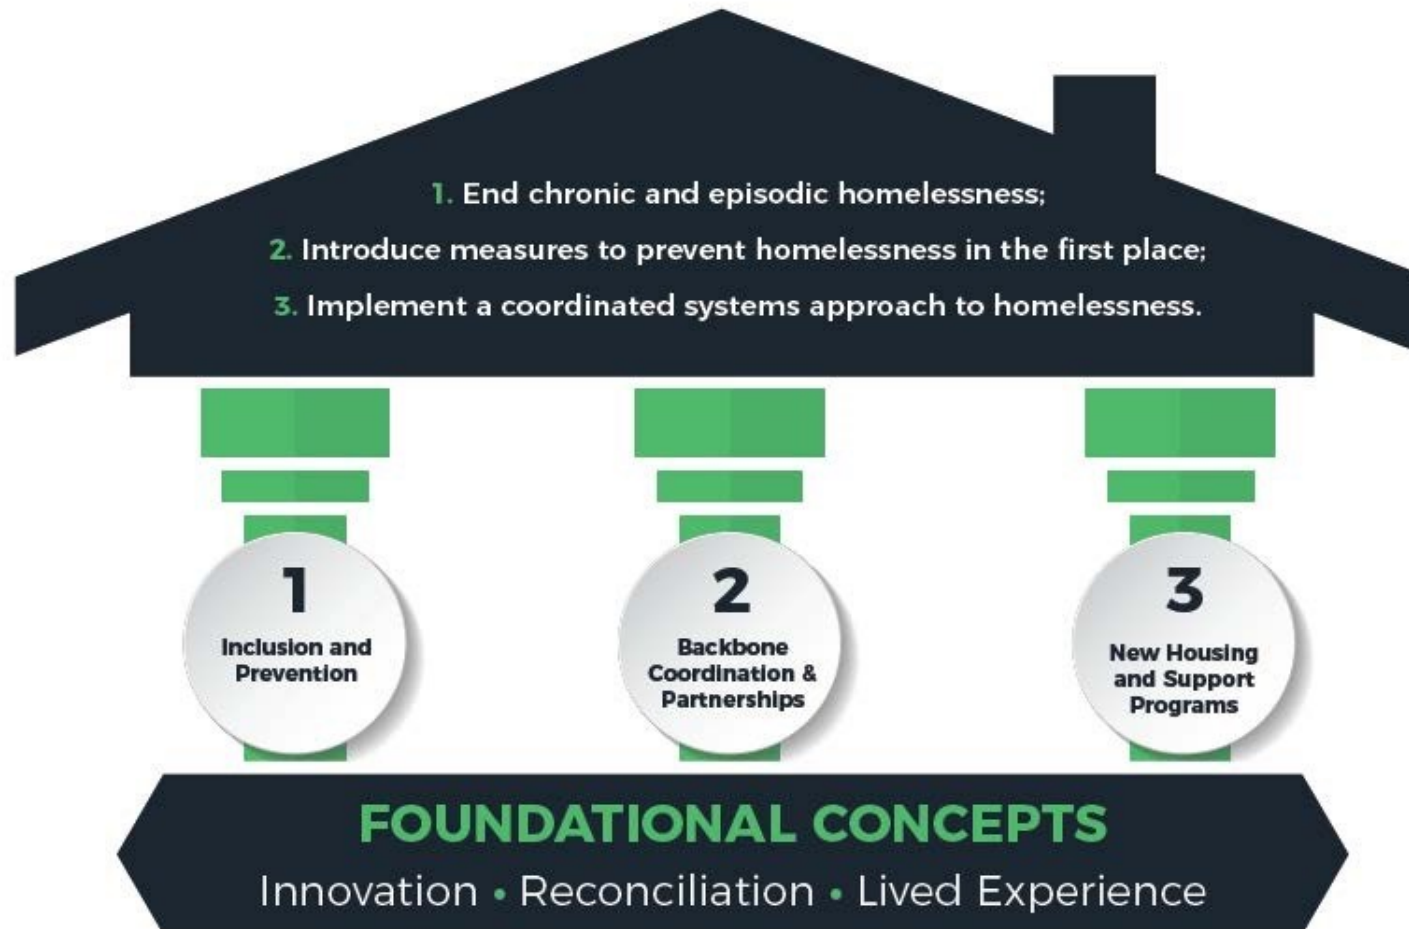 1. End chronic and episodic homelessness;
2. Introduce measures to prevent homelessness in the first place;
3. Implement a coordinated systems approach to homelessness.
1
Inclusion and
Prevention
2
Backbone
Coordination &
Partnerships
3
New Housing
and Support
Programs
FOUNDATIONAL CONCEPTS
Innovation • Reconciliation • Lived Experience